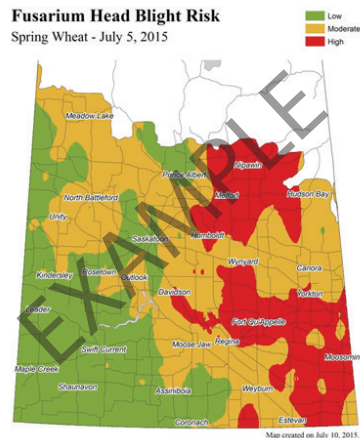 Fusarium Head Blight Risk
Spring Wheat - July 5, 2015
Low
Moderate
High
Meadow Lake
Nipawin
Prince Albert
Melfort
North Battleford
Hudson Bay
Unity
Humboldt
Saskatoon
Wynyard
Kindersley
Rosetown
Outlook
Canora
Davidson
Yorkton
Leader
Fort Qu'Appelle
Swift Current
Moose Jaw
Regina
Moosomin
Maple Creek
Shaunavon
Assiniboia
Weyburn
Coronach
Estevan
EXAMPLE
Map created on July 10, 2015.